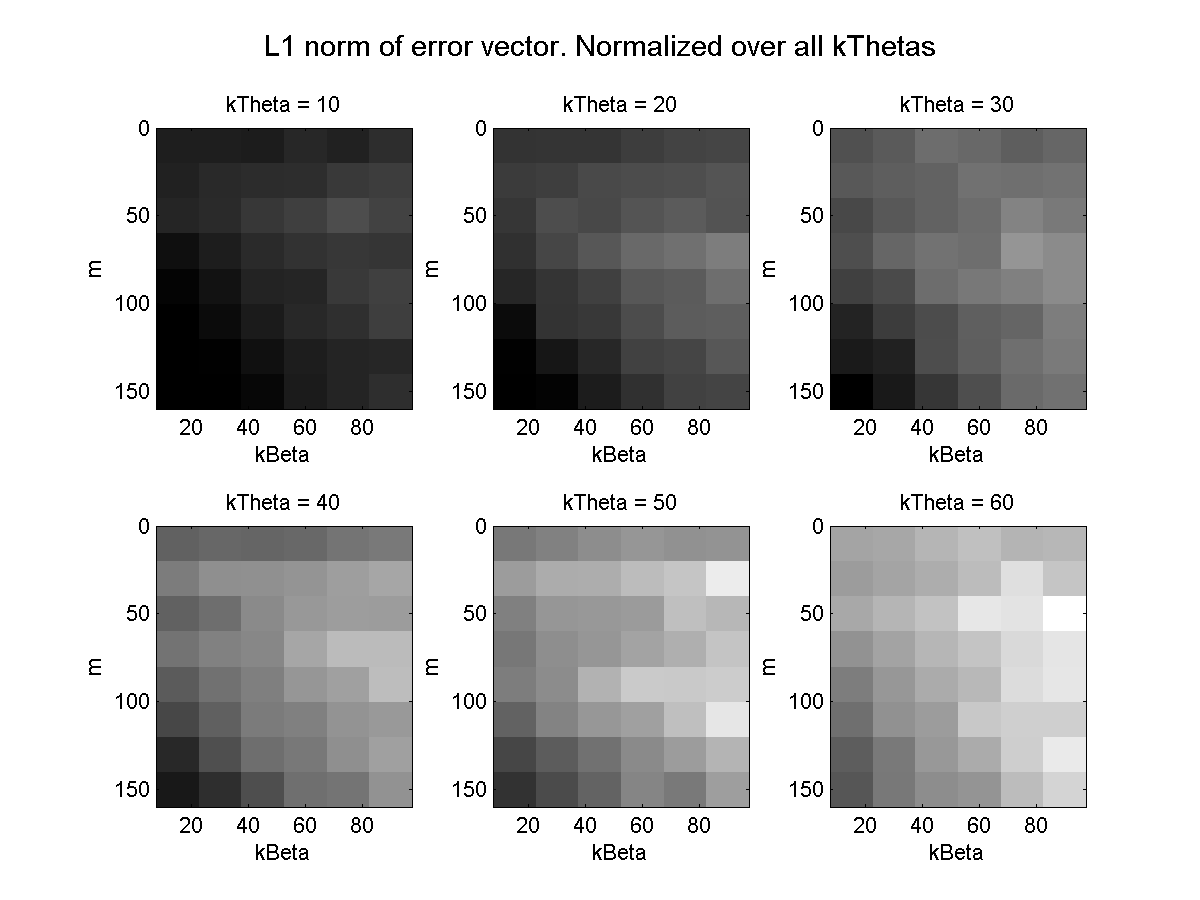 L1 norm of error vector. Normalized over all kThetas
kTheta = 10
0
50
100
150
m
20 40 60 80
kBeta
kTheta = 20
0
50
100
150
m
20 40 60 80
kBeta
kTheta = 30
0
50
100
150
m
20 40 60 80
kBeta
kTheta = 40
0
50
100
150
m
20 40 60 80
kBeta
kTheta = 50
0
50
100
150
m
20 40 60 80
kBeta
kTheta = 60
0
50
100
150
m
20 40 60 80
kBeta